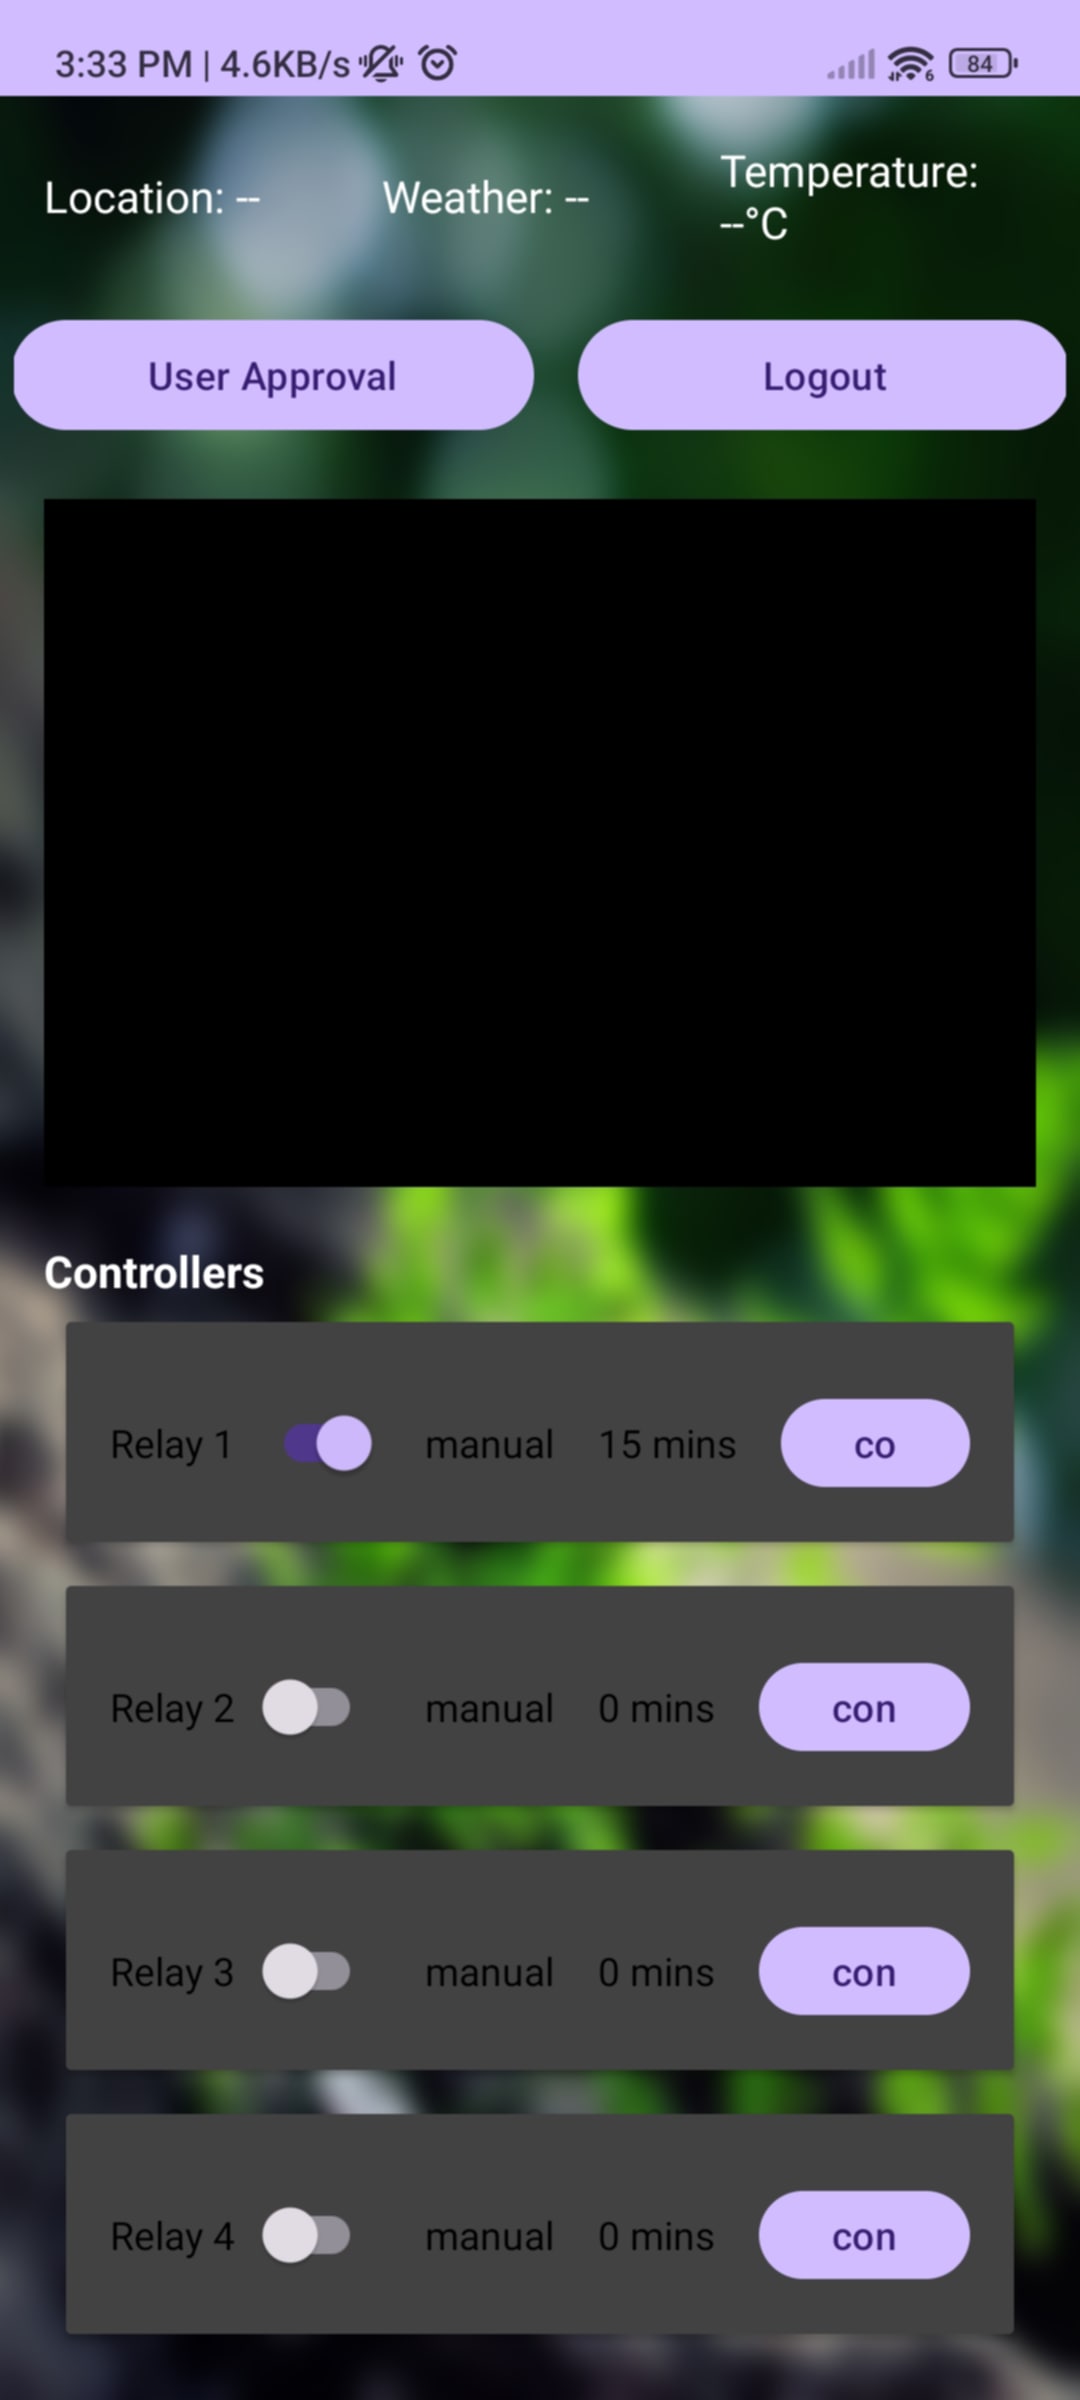 3:33 PM | 4.6KB/s 6 84
Location: -- Weather: -- Temperature:
--°C
User Approval Logout
Controllers
Relay 1 manual 15 mins co
Relay 2 manual 0 mins con
Relay 3 manual 0 mins con
Relay 4 manual 0 mins con